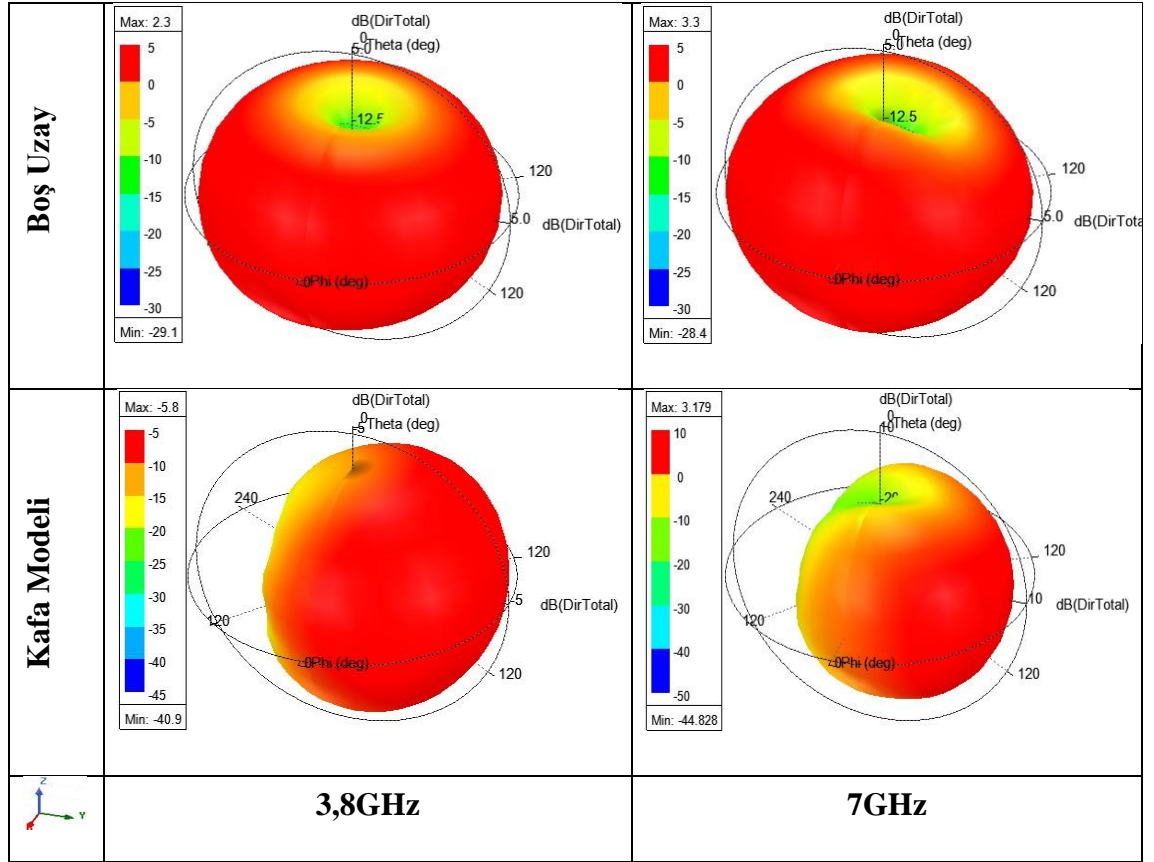 Boş Uzay
Max: 2.3
5
0
-5
-10
-15
-20
-25
-30
Min: -29.1
dB(DirTotal)
0
5.0
Theta (deg)
-12.5
120
5.0
dB(DirTotal)
0Phi (deg)
120
Max: 3.3
5
0
-5
-10
-15
-20
-25
-30
Min: -28.4
dB(DirTotal)
0
5.0
Theta (deg)
-12.5
120
5.0
dB(DirTota
0Phi (deg)
120
Kafa Modeli
Max: -5.8
-5
-10
-15
-20
-25
-30
-35
-40
-45
Min: -40.9
dB(DirTotal)
0
-5
Theta (deg)
240
120
-5
dB(DirTotal)
120
0Phi (deg)
120
Max: 3.179
10
0
-10
-20
-30
-40
-50
Min: -44.828
dB(DirTotal)
0
10
Theta (deg)
240
120
10
dB(DirTotal)
120
0Phi (deg)
120
Z
Y
3,8GHz
7GHz